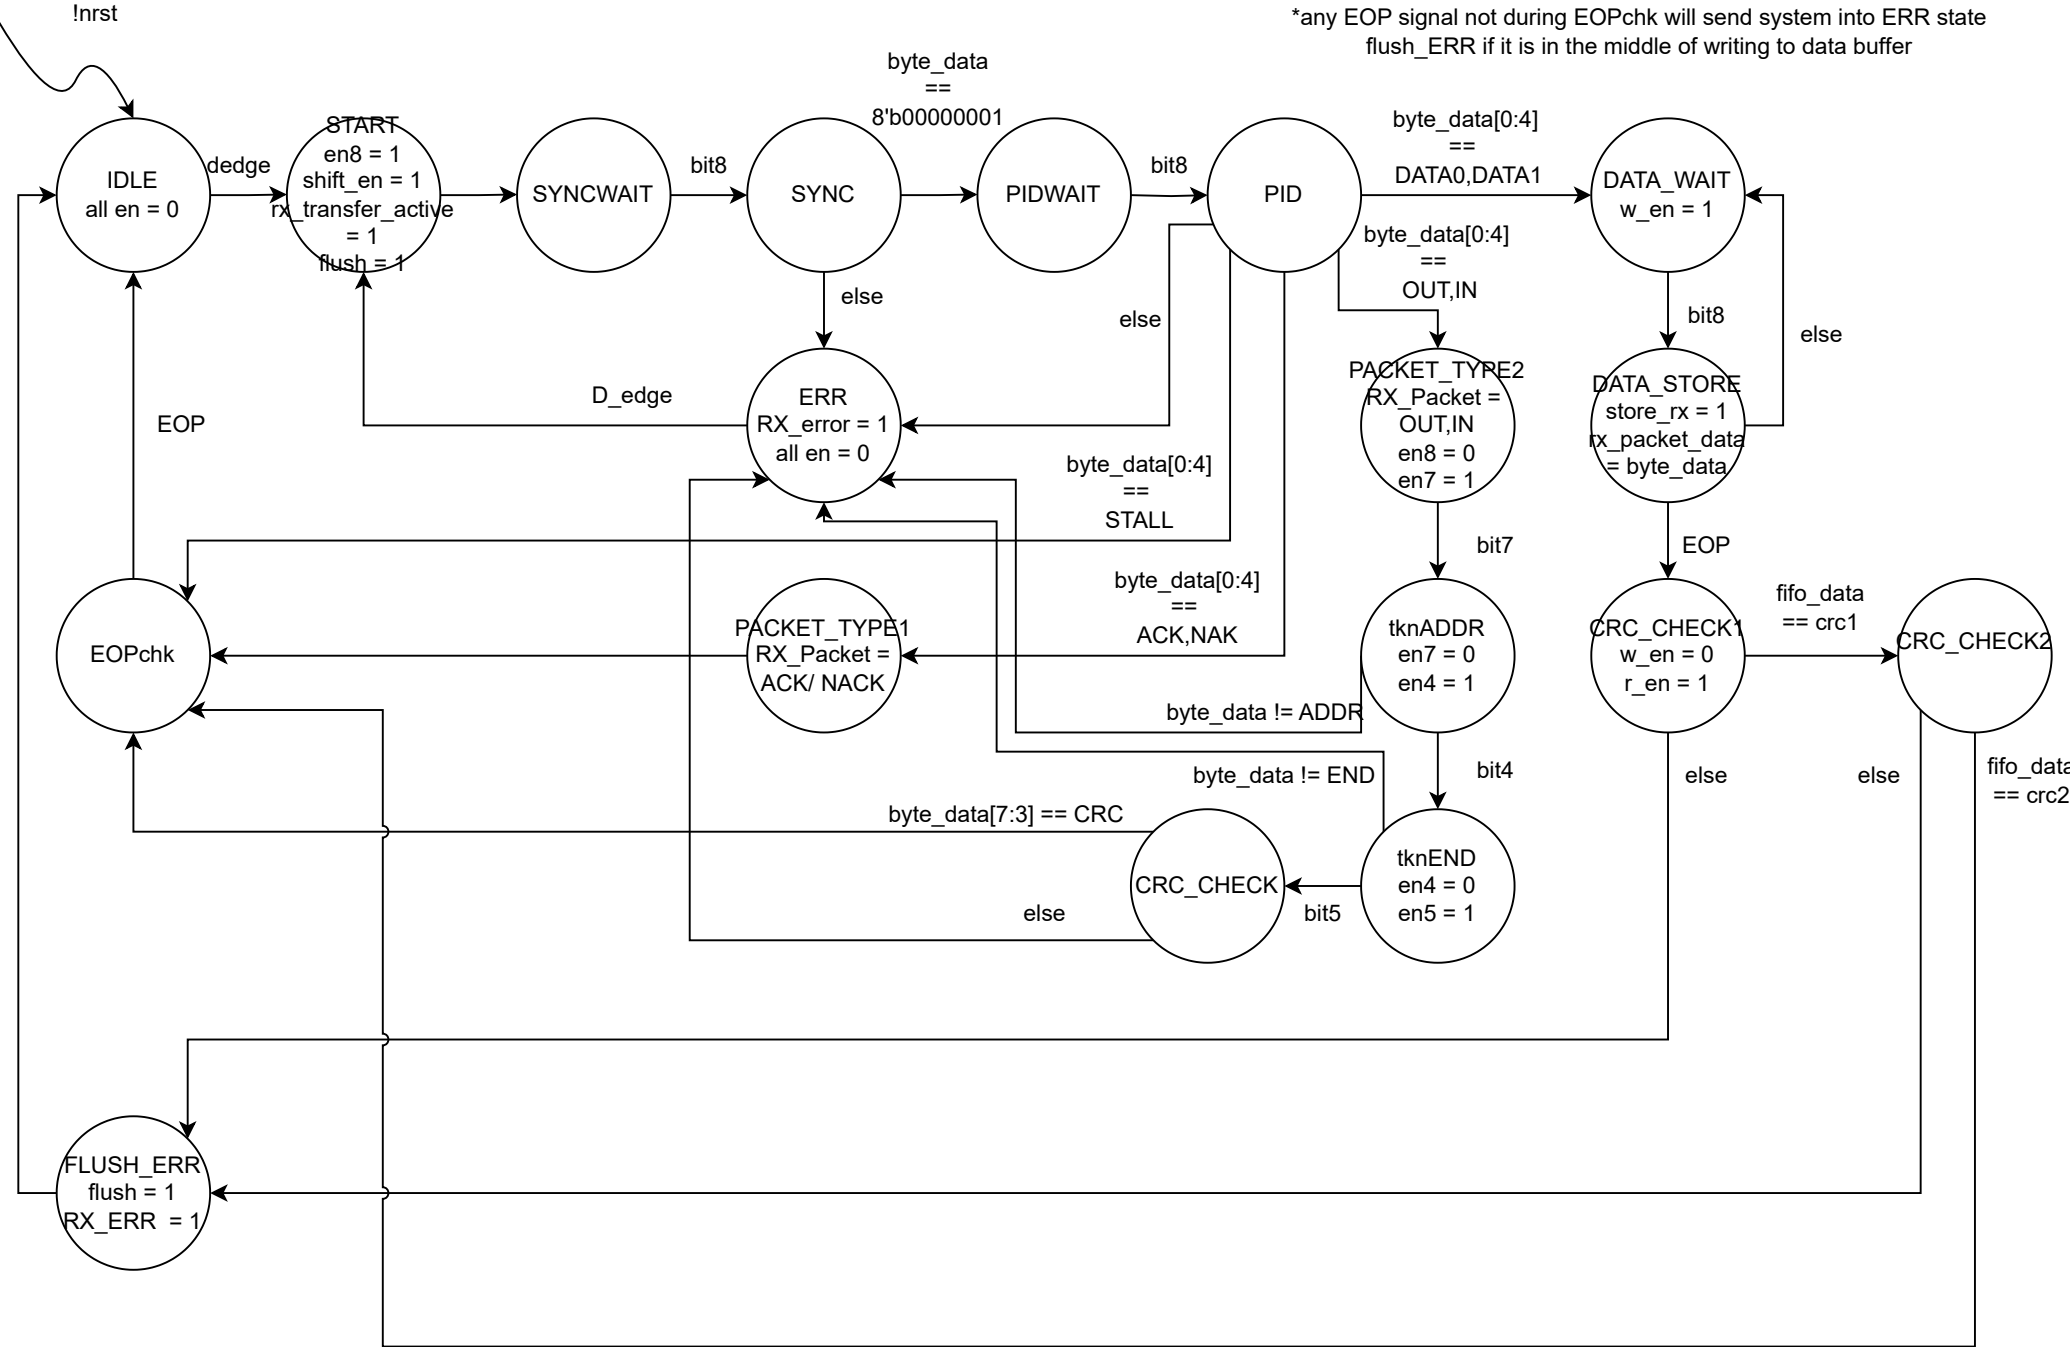 !nrst
*any EOP signal not during EOPchk will send system into ERR state
flush_ERR if it is in the middle of writing to data buffer
IDLE
all en = 0
dedge
START
en8 = 1
shift_en = 1
rx_transfer_active
= 1
flush = 1
SYNCWAIT
bit8
SYNC
byte_data
==
8'b00000001
PIDWAIT
bit8
PID
byte_data[0:4]
==
DATA0,DATA1
DATA_WAIT
w_en = 1
byte_data[0:4]
==
OUT,IN
else
else
bit8
else
D_edge
ERR
RX_error = 1
all en = 0
PACKET_TYPE2
RX_Packet =
OUT,IN
en8 = 0
en7 = 1
DATA_STORE
store_rx = 1
rx_packet_data
= byte_data
EOP
byte_data[0:4]
==
STALL
bit7
EOP
EOPchk
PACKET_TYPE1
RX_Packet =
ACK/ NACK
byte_data[0:4]
==
ACK,NAK
tknADDR
en7 = 0
en4 = 1
CRC_CHECK1
w_en = 0
r_en = 1
fifo_data
== crc1
CRC_CHECK2
byte_data != ADDR
byte_data != END
bit4
else
else
fifo_data
== crc2
byte_data[7:3] == CRC
CRC_CHECK
bit5
tknEND
en4 = 0
en5 = 1
else
FLUSH_ERR
flush = 1
RX_ERR  = 1